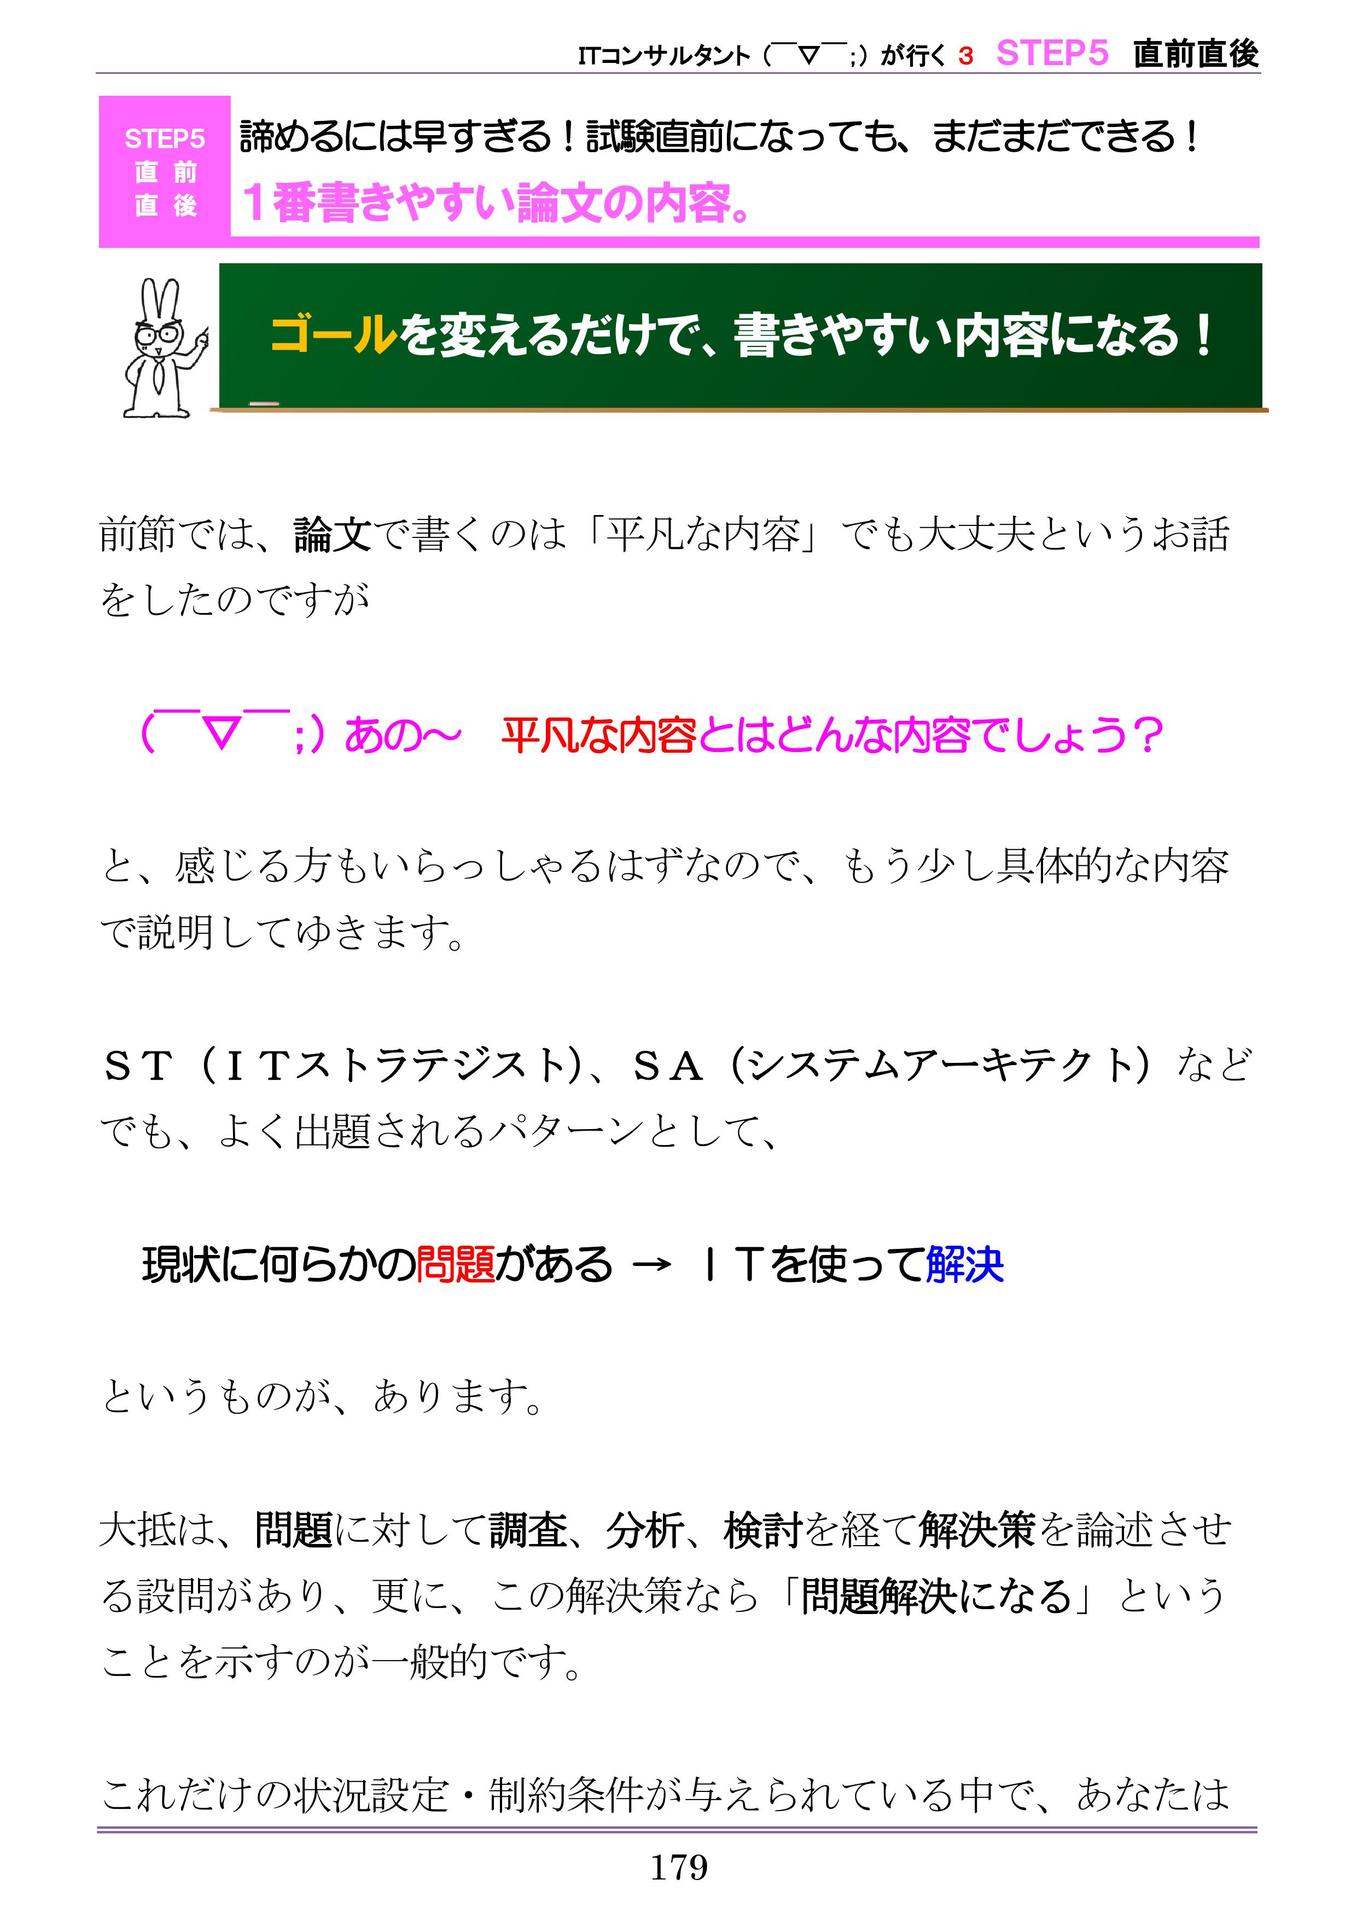 ITコンサルタント（￣▽￣;）が行く 3 STEP5 直前直後
STEP5
直 前
直 後
諦めるには早すぎる！試験直前になっても、まだまだできる！
１番書きやすい論文の内容。
ゴールを変えるだけで、書きやすい内容になる！
前節では、論文で書くのは「平凡な内容」でも大丈夫というお話
をしたのですが
（￣▽￣;）あの～　平凡な内容とはどんな内容でしょう？
と、感じる方もいらっしゃるはずなので、もう少し具体的な内容
で説明してゆきます。
ＳＴ（ＩＴストラテジスト）、ＳＡ（システムアーキテクト）など
でも、よく出題されるパターンとして、
現状に何らかの問題がある → ＩＴを使って解決
というものが、あります。
大抵は、問題に対して調査、分析、検討を経て解決策を論述させ
る設問があり、更に、この解決策なら「問題解決になる」という
ことを示すのが一般的です。
これだけの状況設定・制約条件が与えられている中で、あなたは
179